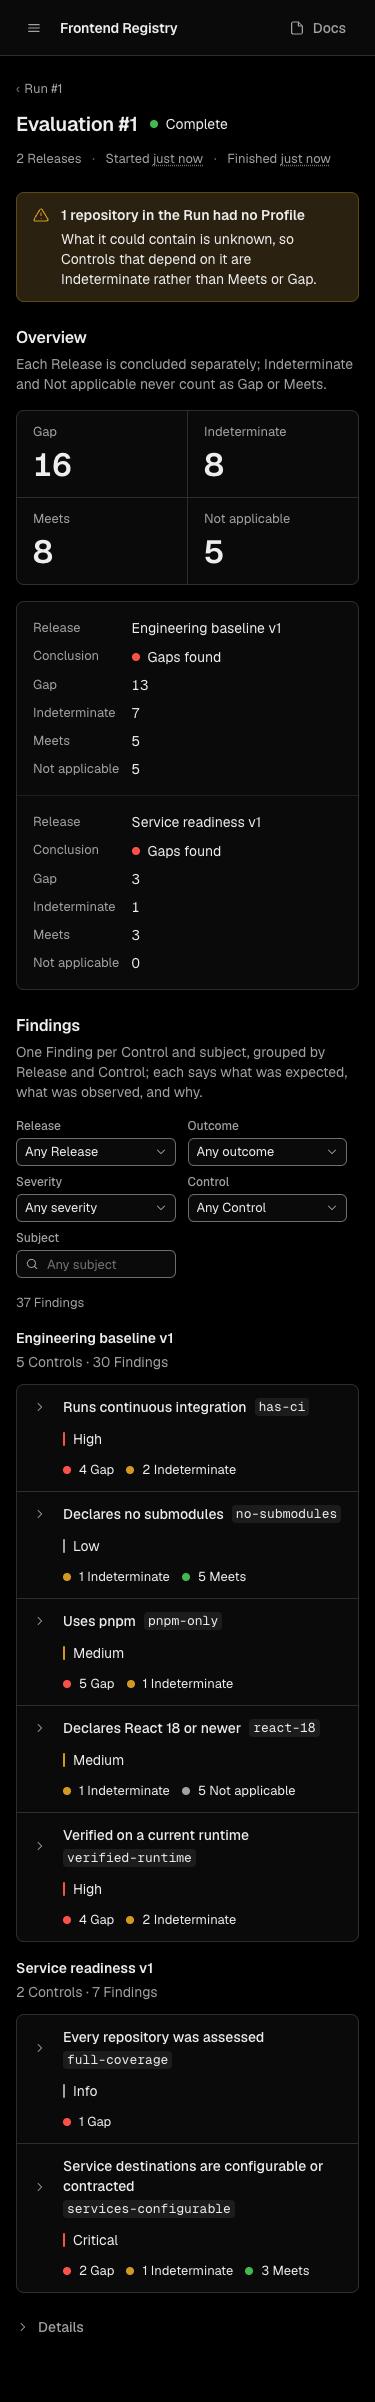 Frontend Registry
Docs
‹ Run #1
Evaluation #1
Complete
2 Releases · Started just now · Finished just now
1 repository in the Run had no Profile
What it could contain is unknown, so
Controls that depend on it are
Indeterminate rather than Meets or Gap.
Overview
Each Release is concluded separately; Indeterminate
and Not applicable never count as Gap or Meets.
Gap
16
Indeterminate
8
Meets
8
Not applicable
5
Release Engineering baseline v1
Conclusion Gaps found
Gap 13
Indeterminate 7
Meets 5
Not applicable 5
Release Service readiness v1
Conclusion Gaps found
Gap 3
Indeterminate 1
Meets 3
Not applicable 0
Findings
One Finding per Control and subject, grouped by
Release and Control; each says what was expected,
what was observed, and why.
Release
Any Release
Outcome
Any outcome
Severity
Any severity
Control
Any Control
Subject
Any subject
37 Findings
Engineering baseline v1
5 Controls · 30 Findings
Runs continuous integration has-ci
High
4 Gap 2 Indeterminate
Declares no submodules no-submodules
Low
1 Indeterminate 5 Meets
Uses pnpm pnpm-only
Medium
5 Gap 1 Indeterminate
Declares React 18 or newer react-18
Medium
1 Indeterminate 5 Not applicable
Verified on a current runtime
verified-runtime
High
4 Gap 2 Indeterminate
Service readiness v1
2 Controls · 7 Findings
Every repository was assessed
full-coverage
Info
1 Gap
Service destinations are configurable or
contracted
services-configurable
Critical
2 Gap 1 Indeterminate 3 Meets
Details